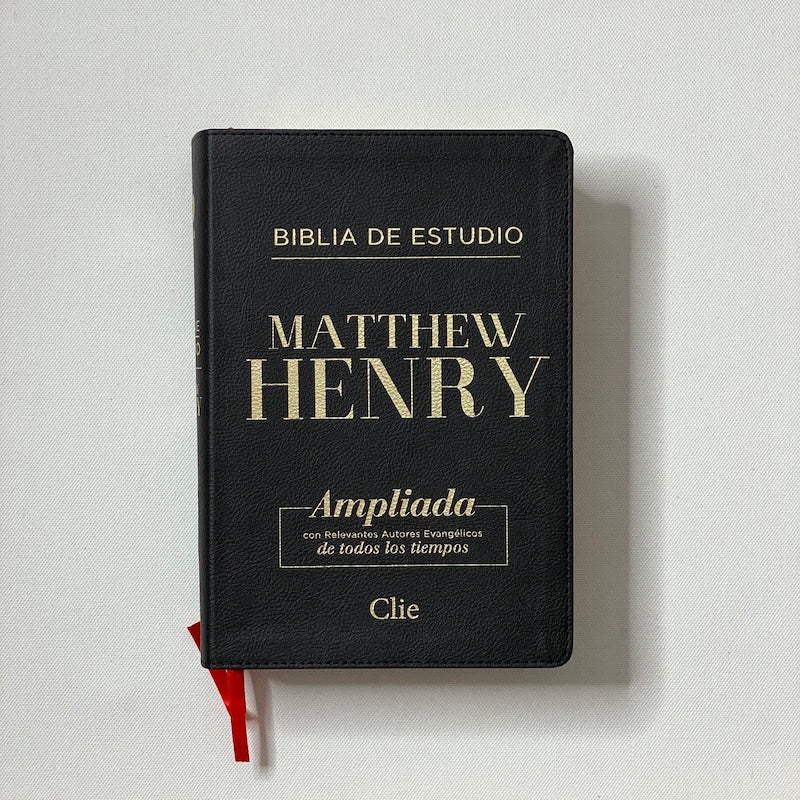 BIBLIA DE ESTUDIO
MATTHEW
HENRY
Ampliada
con Relevantes Autores Evangélicos
de todos los tiempos
Clie